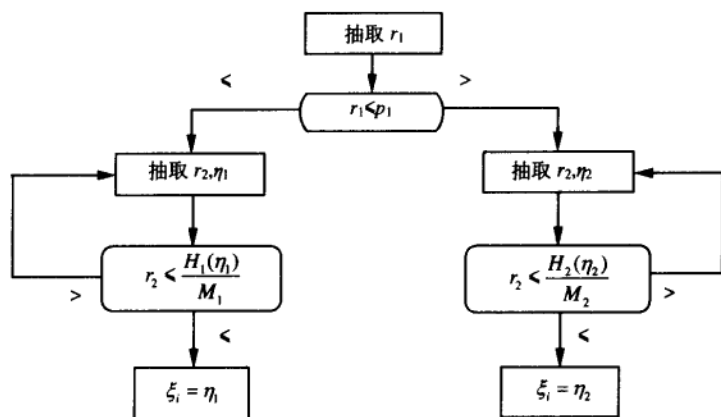 抽取 r₁
⩽ >
r₁⩽p₁
抽取 r₂,η₁
抽取 r₂,η₂
r₂ ⩽ H₁(η₁)/M₁
r₂ ⩽ H₂(η₂)/M₂
> >
⩽ ⩽
ξᵢ = η₁
ξᵢ = η₂